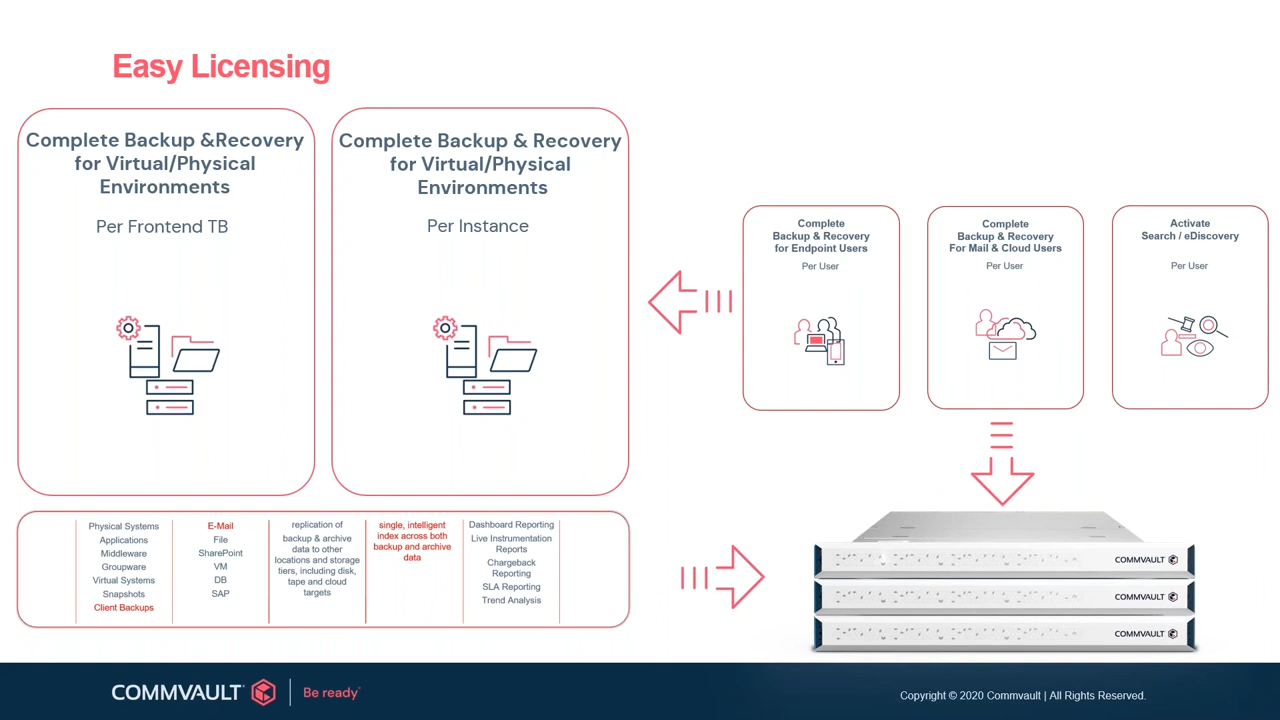 Easy Licensing
Complete Backup &Recovery
for Virtual/Physical
Environments
Per Frontend TB
Complete Backup & Recovery
for Virtual/Physical
Environments
Per Instance
Complete
Backup & Recovery
for Endpoint Users
Per User
Complete
Backup & Recovery
For Mail & Cloud Users
Per User
Activate
Search / eDiscovery
Per User
Physical Systems
Applications
Middleware
Groupware
Virtual Systems
Snapshots
Client Backups
E-Mail
File
SharePoint
VM
DB
SAP
replication of
backup & archive
data to other
locations and storage
tiers, including disk,
tape and cloud
targets
single, intelligent
index across both
backup and archive
data
Dashboard Reporting
Live Instrumentation
Reports
Chargeback
Reporting
SLA Reporting
Trend Analysis
COMMVAULT
COMMVAULT
COMMVAULT
COMMVAULT
Be ready
Copyright © 2020 Commvault | All Rights Reserved.